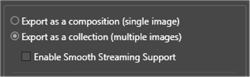 Export as a composition (single image)
Export as a collection (multiple images)
Enable Smooth Streaming Support